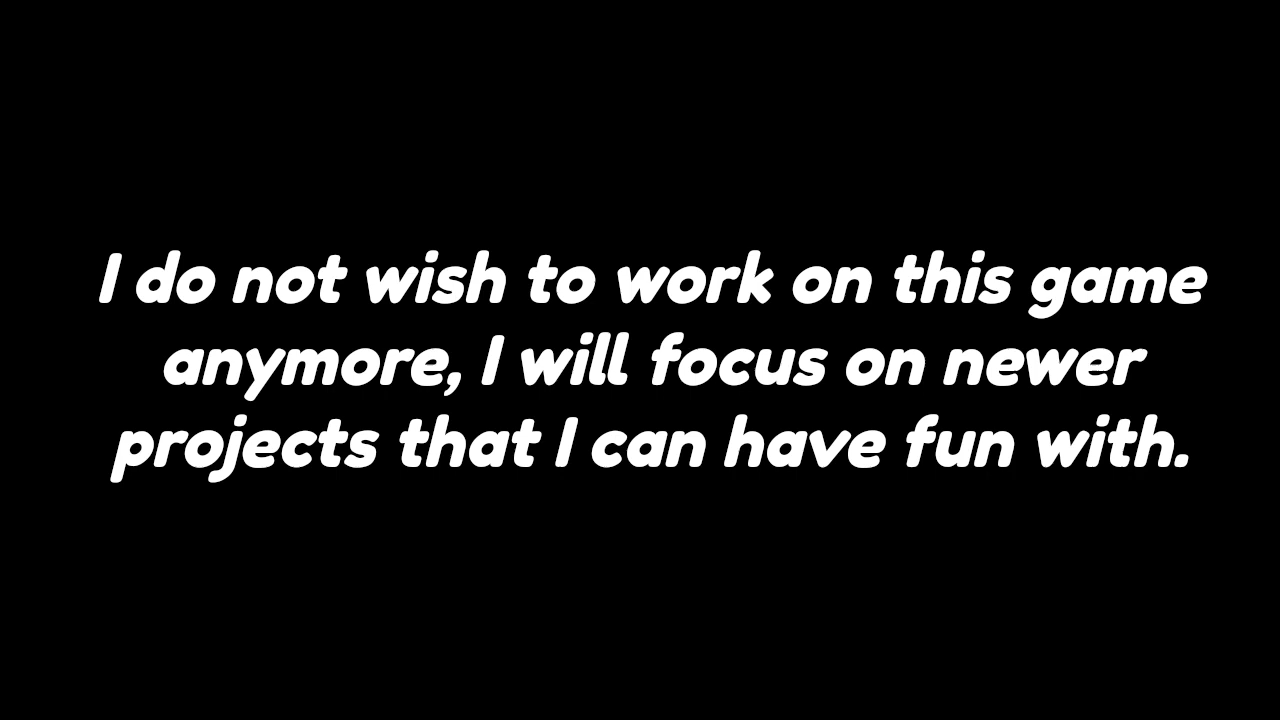 I do not wish to work on this game
anymore, I will focus on newer
projects that I can have fun with.